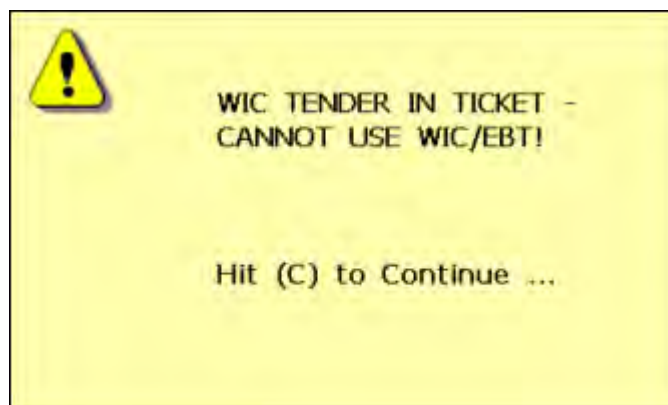 WIC TENDER IN TICKET -
CANNOT USE WIC/EBT!
Hit (C) to Continue ...